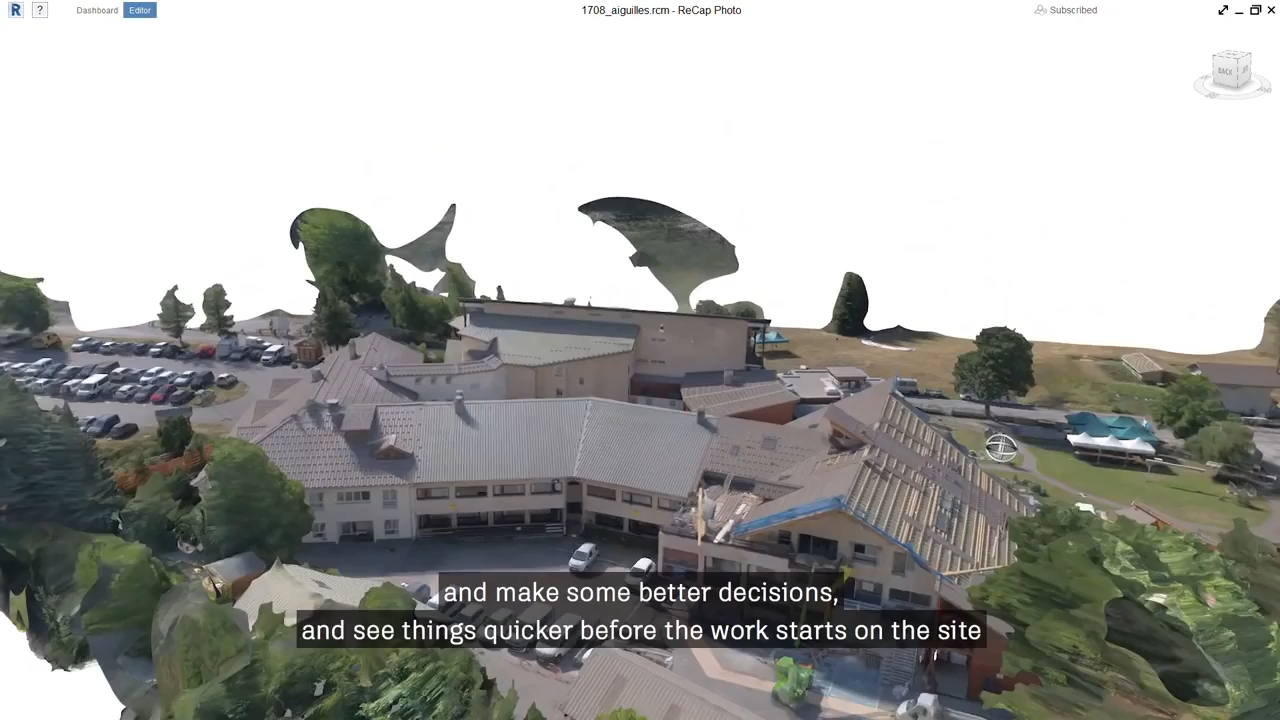 R ? Dashboard Editor 1708_aiguilles.rcm - ReCap Photo Subscribed
BACK
and make some better decisions,
and see things quicker before the work starts on the site